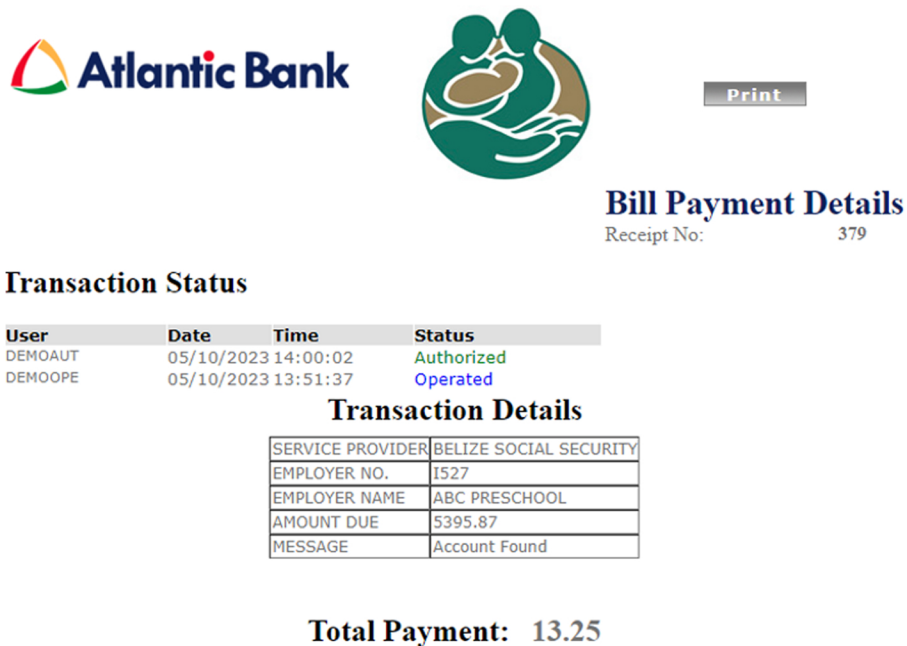 Atlantic Bank
Print
Bill Payment Details
Receipt No: 379
Transaction Status
User Date Time Status
DEMOAUT 05/10/2023 14:00:02 Authorized
DEMOOPE 05/10/2023 13:51:37 Operated
Transaction Details
SERVICE PROVIDER BELIZE SOCIAL SECURITY
EMPLOYER NO. I527
EMPLOYER NAME ABC PRESCHOOL
AMOUNT DUE 5395.87
MESSAGE Account Found
Total Payment: 13.25